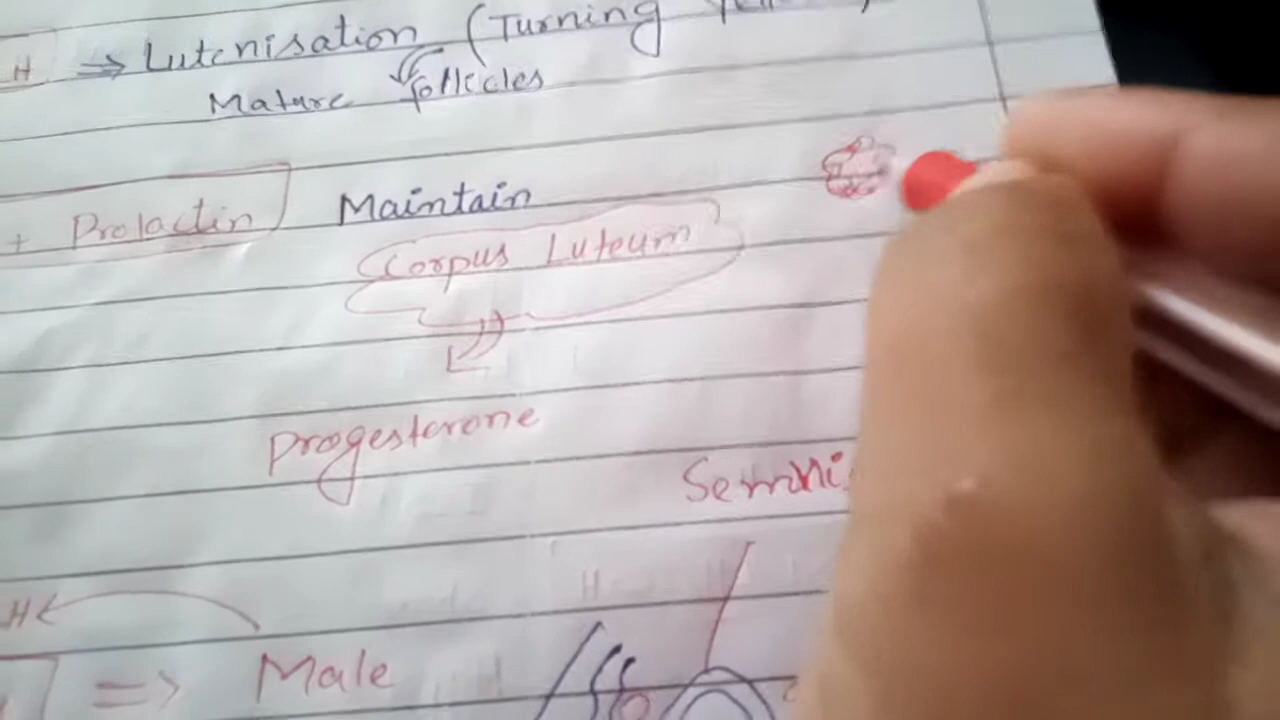 H ⇒ Lutenisation (Turning
Mature follicles
+ Prolactin Maintain
Corpus Luteum
Progesterone
H
⇒ Male